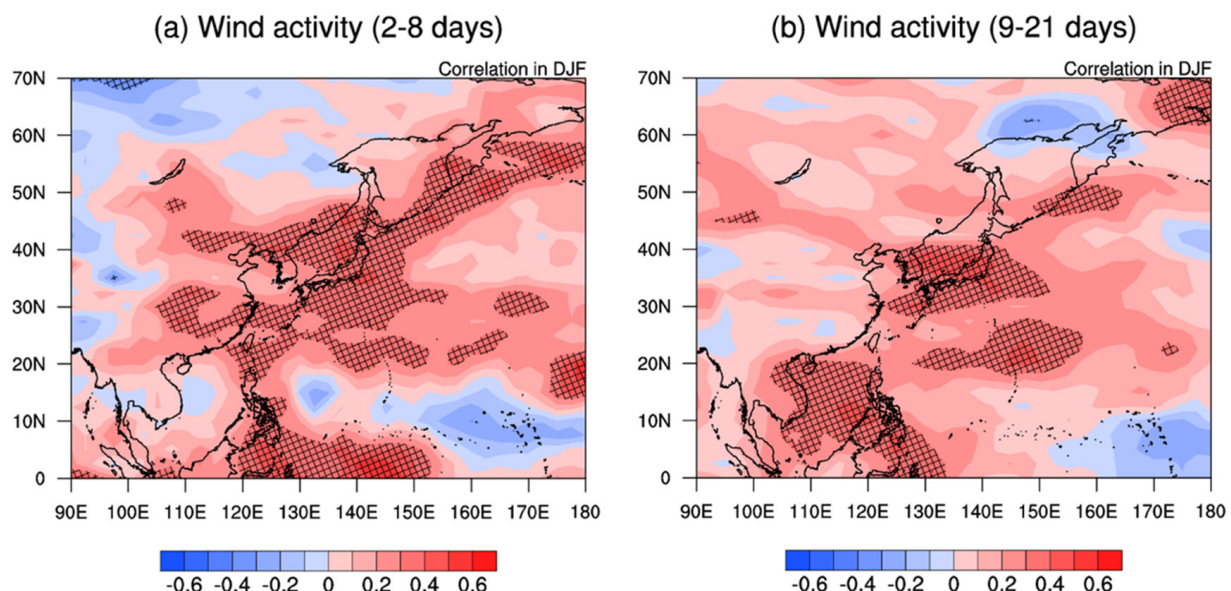 (a) Wind activity (2-8 days)
Correlation in DJF
70N
60N
50N
40N
30N
20N
10N
0
90E 100E 110E 120E 130E 140E 150E 160E 170E 180
-0.6 -0.4 -0.2 0 0.2 0.4 0.6
(b) Wind activity (9-21 days)
Correlation in DJF
70N
60N
50N
40N
30N
20N
10N
0
90E 100E 110E 120E 130E 140E 150E 160E 170E 180
-0.6 -0.4 -0.2 0 0.2 0.4 0.6